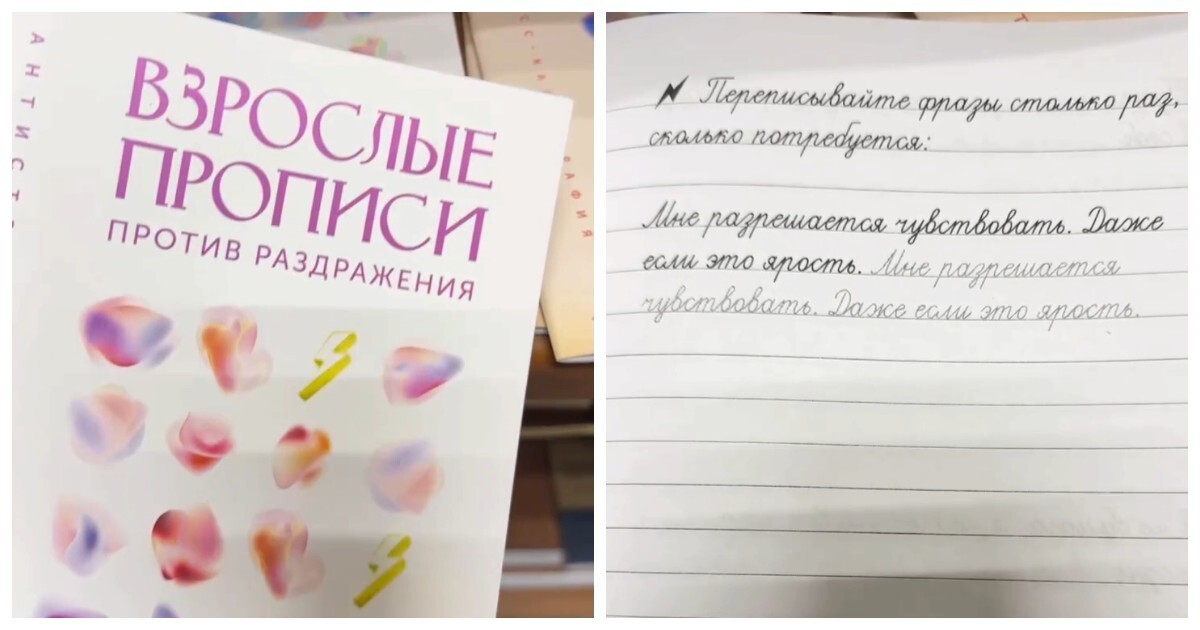 ВЗРОСЛЫЕ
ПРОПИСИ
ПРОТИВ РАЗДРАЖЕНИЯ
Переписывайте фразы столько раз,
сколько потребуется:
Мне разрешается чувствовать. Даже
если это ярость. Мне разрешается
чувствовать. Даже если это ярость.